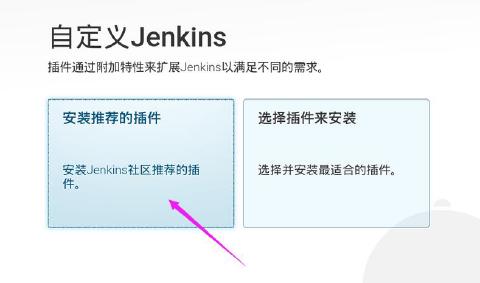 自定义Jenkins
插件通过附加特性来扩展Jenkins以满足不同的需求。
安装推荐的插件
安装Jenkins社区推荐的插
件。
选择插件来安装
选择并安装最适合的插件。